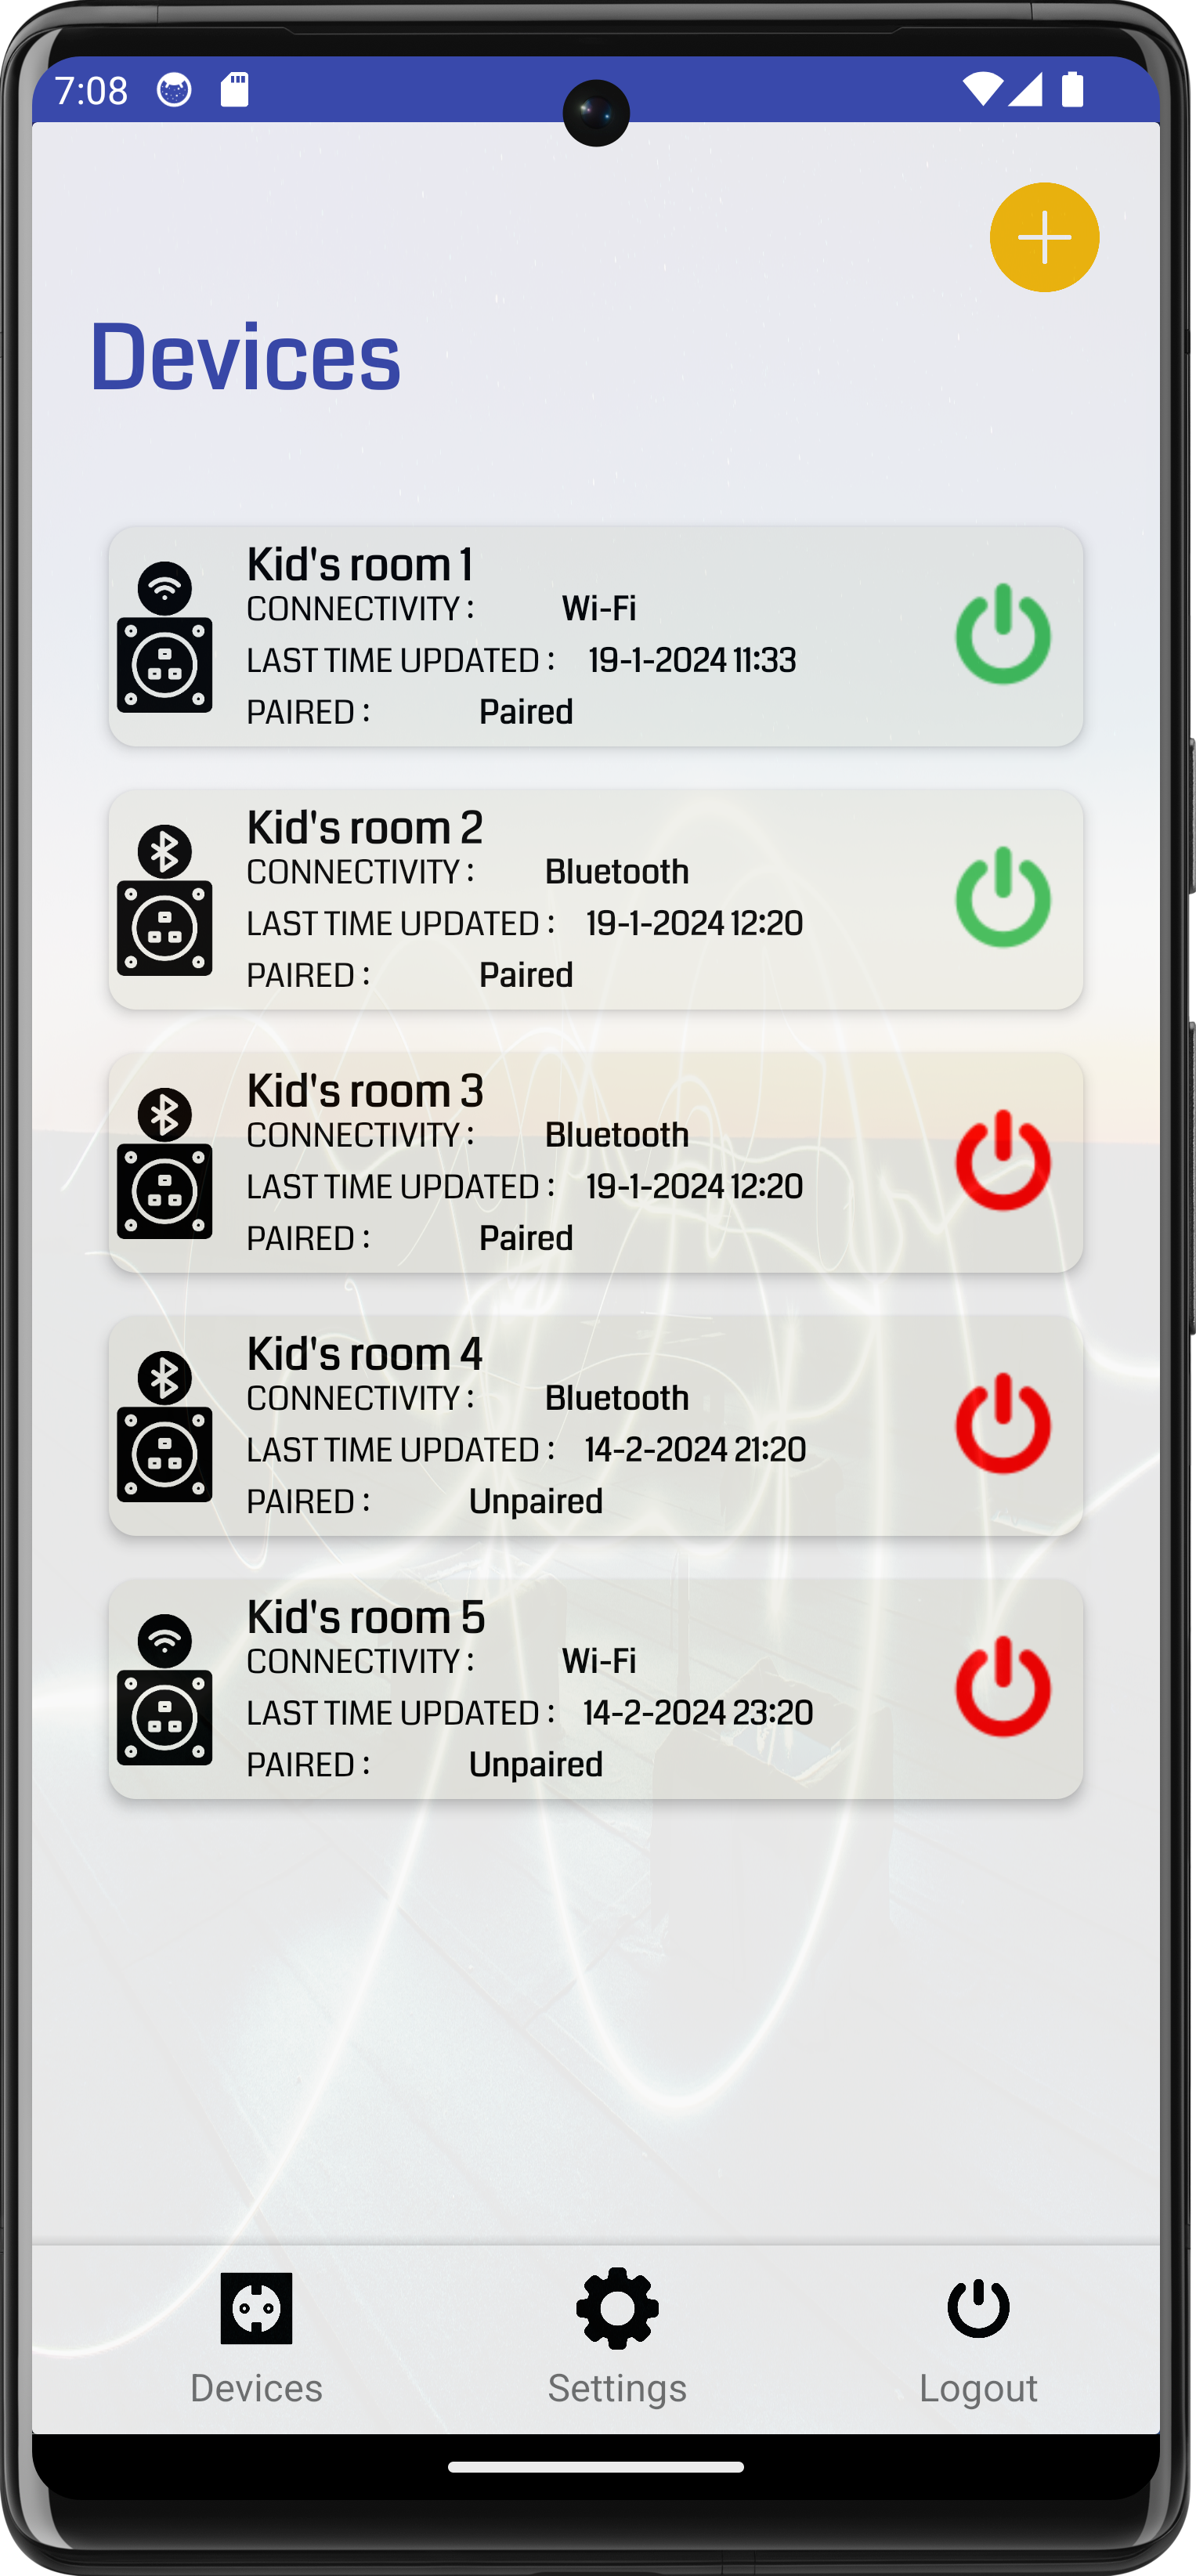 7:08
Devices
Kid's room 1
CONNECTIVITY : Wi-Fi
LAST TIME UPDATED : 19-1-2024 11:33
PAIRED : Paired
Kid's room 2
CONNECTIVITY : Bluetooth
LAST TIME UPDATED : 19-1-2024 12:20
PAIRED : Paired
Kid's room 3
CONNECTIVITY : Bluetooth
LAST TIME UPDATED : 19-1-2024 12:20
PAIRED : Paired
Kid's room 4
CONNECTIVITY : Bluetooth
LAST TIME UPDATED : 14-2-2024 21:20
PAIRED : Unpaired
Kid's room 5
CONNECTIVITY : Wi-Fi
LAST TIME UPDATED : 14-2-2024 23:20
PAIRED : Unpaired
Devices Settings Logout